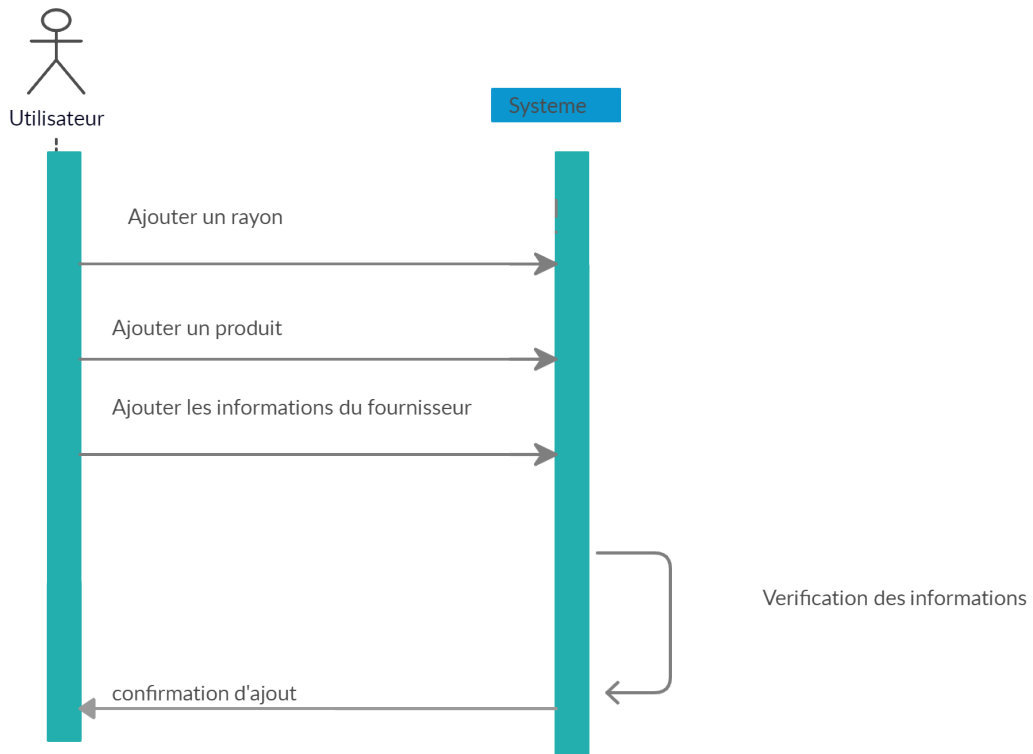 Utilisateur
Systeme
Ajouter un rayon
Ajouter un produit
Ajouter les informations du fournisseur
Verification des informations
confirmation d'ajout